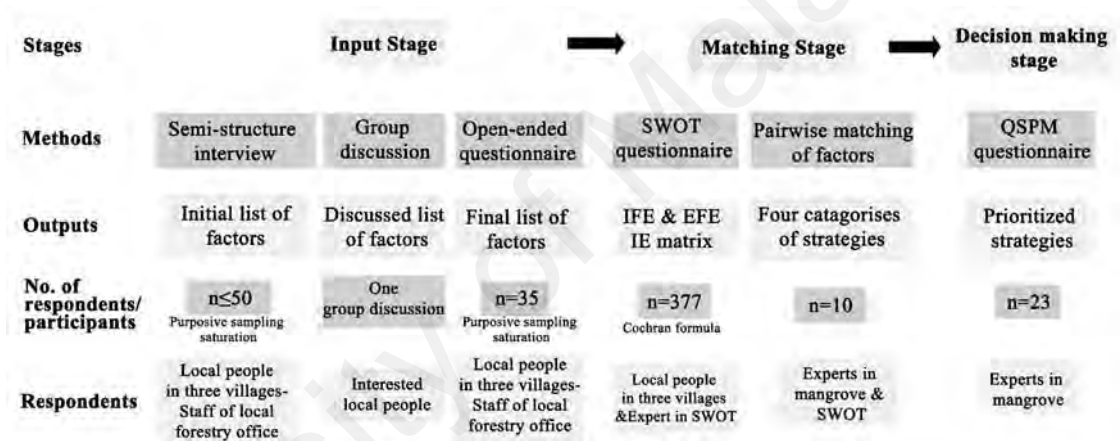 Stages
Input Stage
Matching Stage
Decision making
stage
Methods
Semi-structure
interview
Group
discussion
Open-ended
questionnaire
SWOT
questionnaire
Pairwise matching
of factors
QSPM
questionnaire
Outputs
Initial list of
factors
Discussed list
of factors
Final list of
factors
IFE & EFE
IE matrix
Four catagorises
of strategies
Prioritized
strategies
No. of
respondents/
participants
n≤50
Purposive sampling
saturation
One
group discussion
n=35
Purposive sampling
saturation
n=377
Cochran formula
n=10
n=23
Respondents
Local people
in three villages-
Staff of local
forestry office
Interested
local people
Local people
in three villages-
Staff of local
forestry office
Local people
in three villages
&Expert in SWOT
Experts in
mangrove &
SWOT
Experts in
mangrove